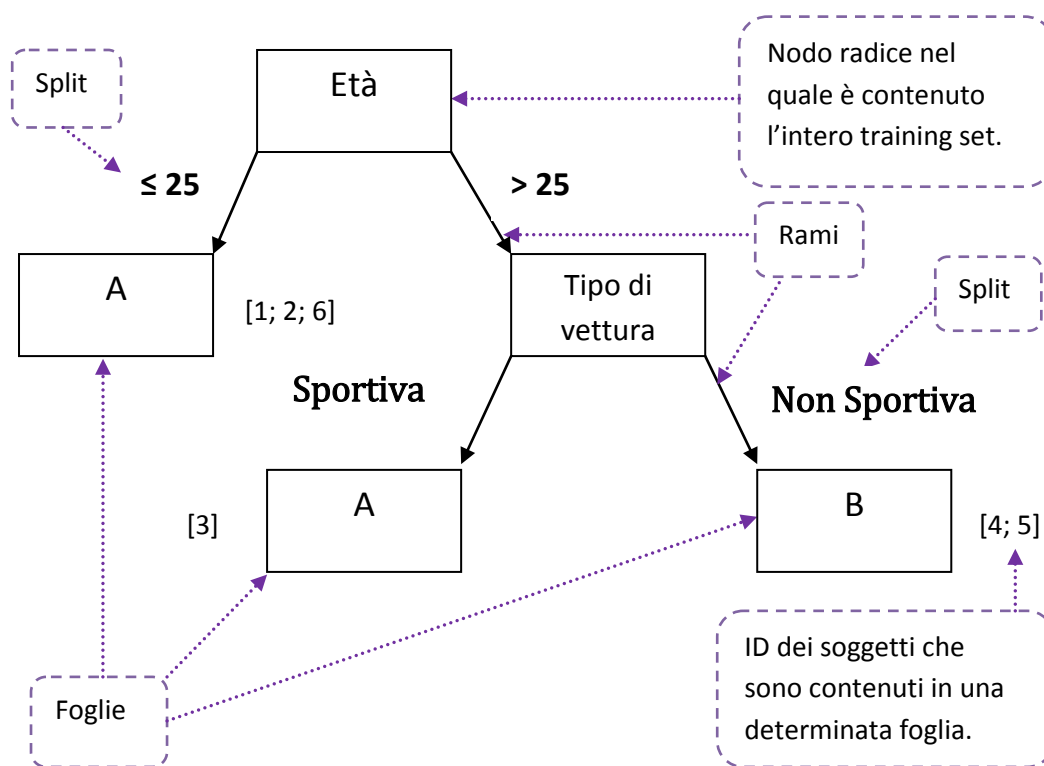 Split
Età
Nodo radice nel
quale è contenuto
l’intero training set.
≤ 25
> 25
Rami
Split
A
[1; 2; 6]
Tipo di
vettura
Sportiva
Non Sportiva
[3]
A
B
[4; 5]
Foglie
ID dei soggetti che
sono contenuti in una
determinata foglia.